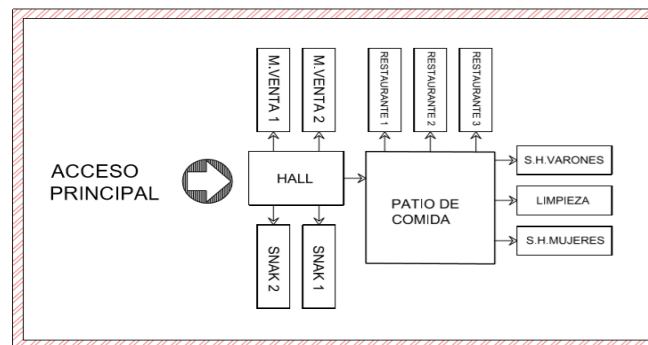 M.VENTA 1
M.VENTA 2
RESTAURANTE 1
RESTAURANTE 2
RESTAURANTE 3
ACCESO
PRINCIPAL
HALL
PATIO DE
COMIDA
S.H.VARONES
LIMPIEZA
S.H.MUJERES
SNAK 2
SNAK 1